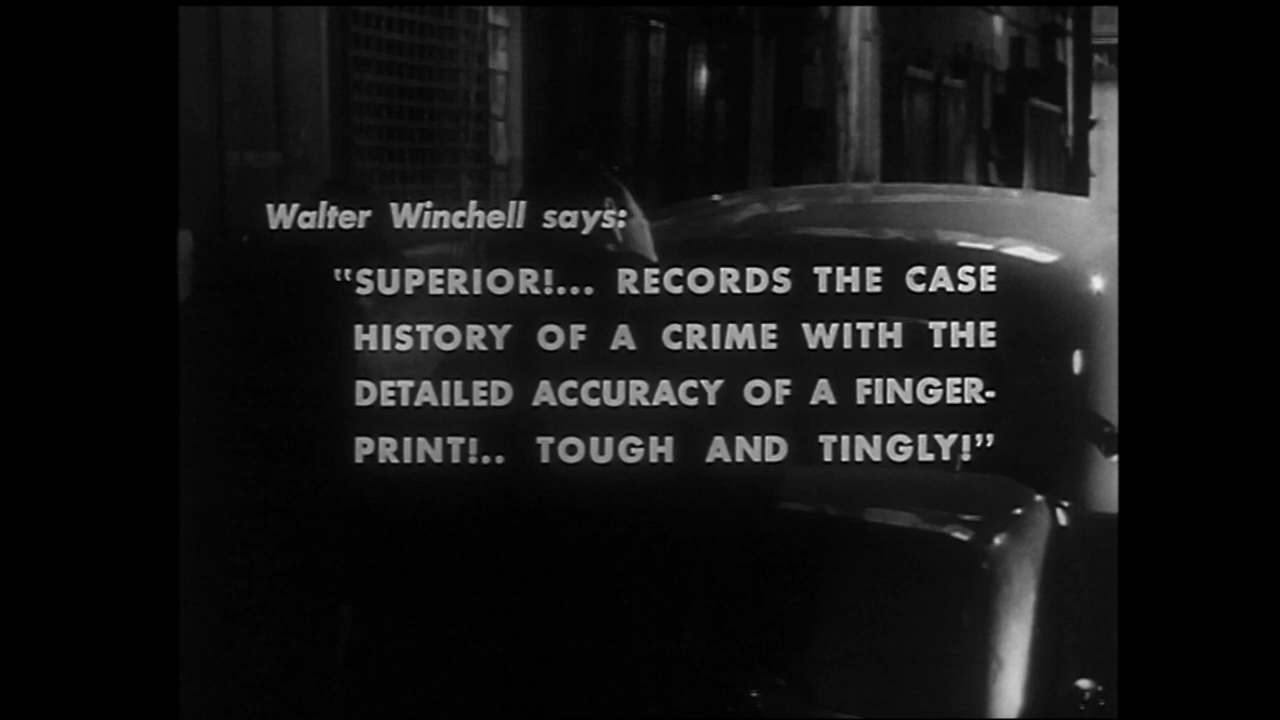 Walter Winchell says:
"SUPERIOR!... RECORDS THE CASE
HISTORY OF A CRIME WITH THE
DETAILED ACCURACY OF A FINGER-
PRINT!.. TOUGH AND TINGLY!"